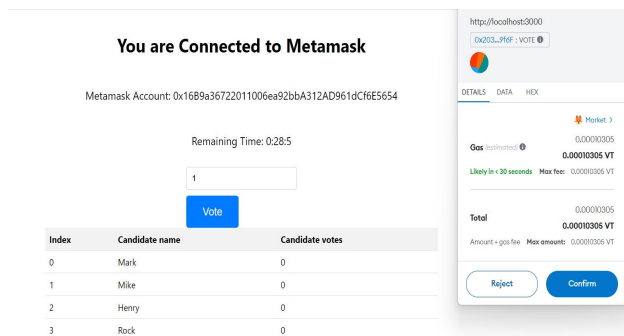 You are Connected to Metamask
Metamask Account: 0x16B9a36722011006ea92bbA312AD961dCf6E5654
Remaining Time: 0:28:5
1
Vote
Index Candidate name Candidate votes
0 Mark 0
1 Mike 0
2 Henry 0
3 Rock 0
http://localhost:3000
0x203...9f6F : VOTE
DETAILS DATA HEX
Market >
Gas (estimated) 0.00010305
0.00010305 VT
Likely in < 30 seconds Max fee: 0.00010305 VT
Total 0.00010305
0.00010305 VT
Amount + gas fee Max amount: 0.00010305 VT
Reject Confirm